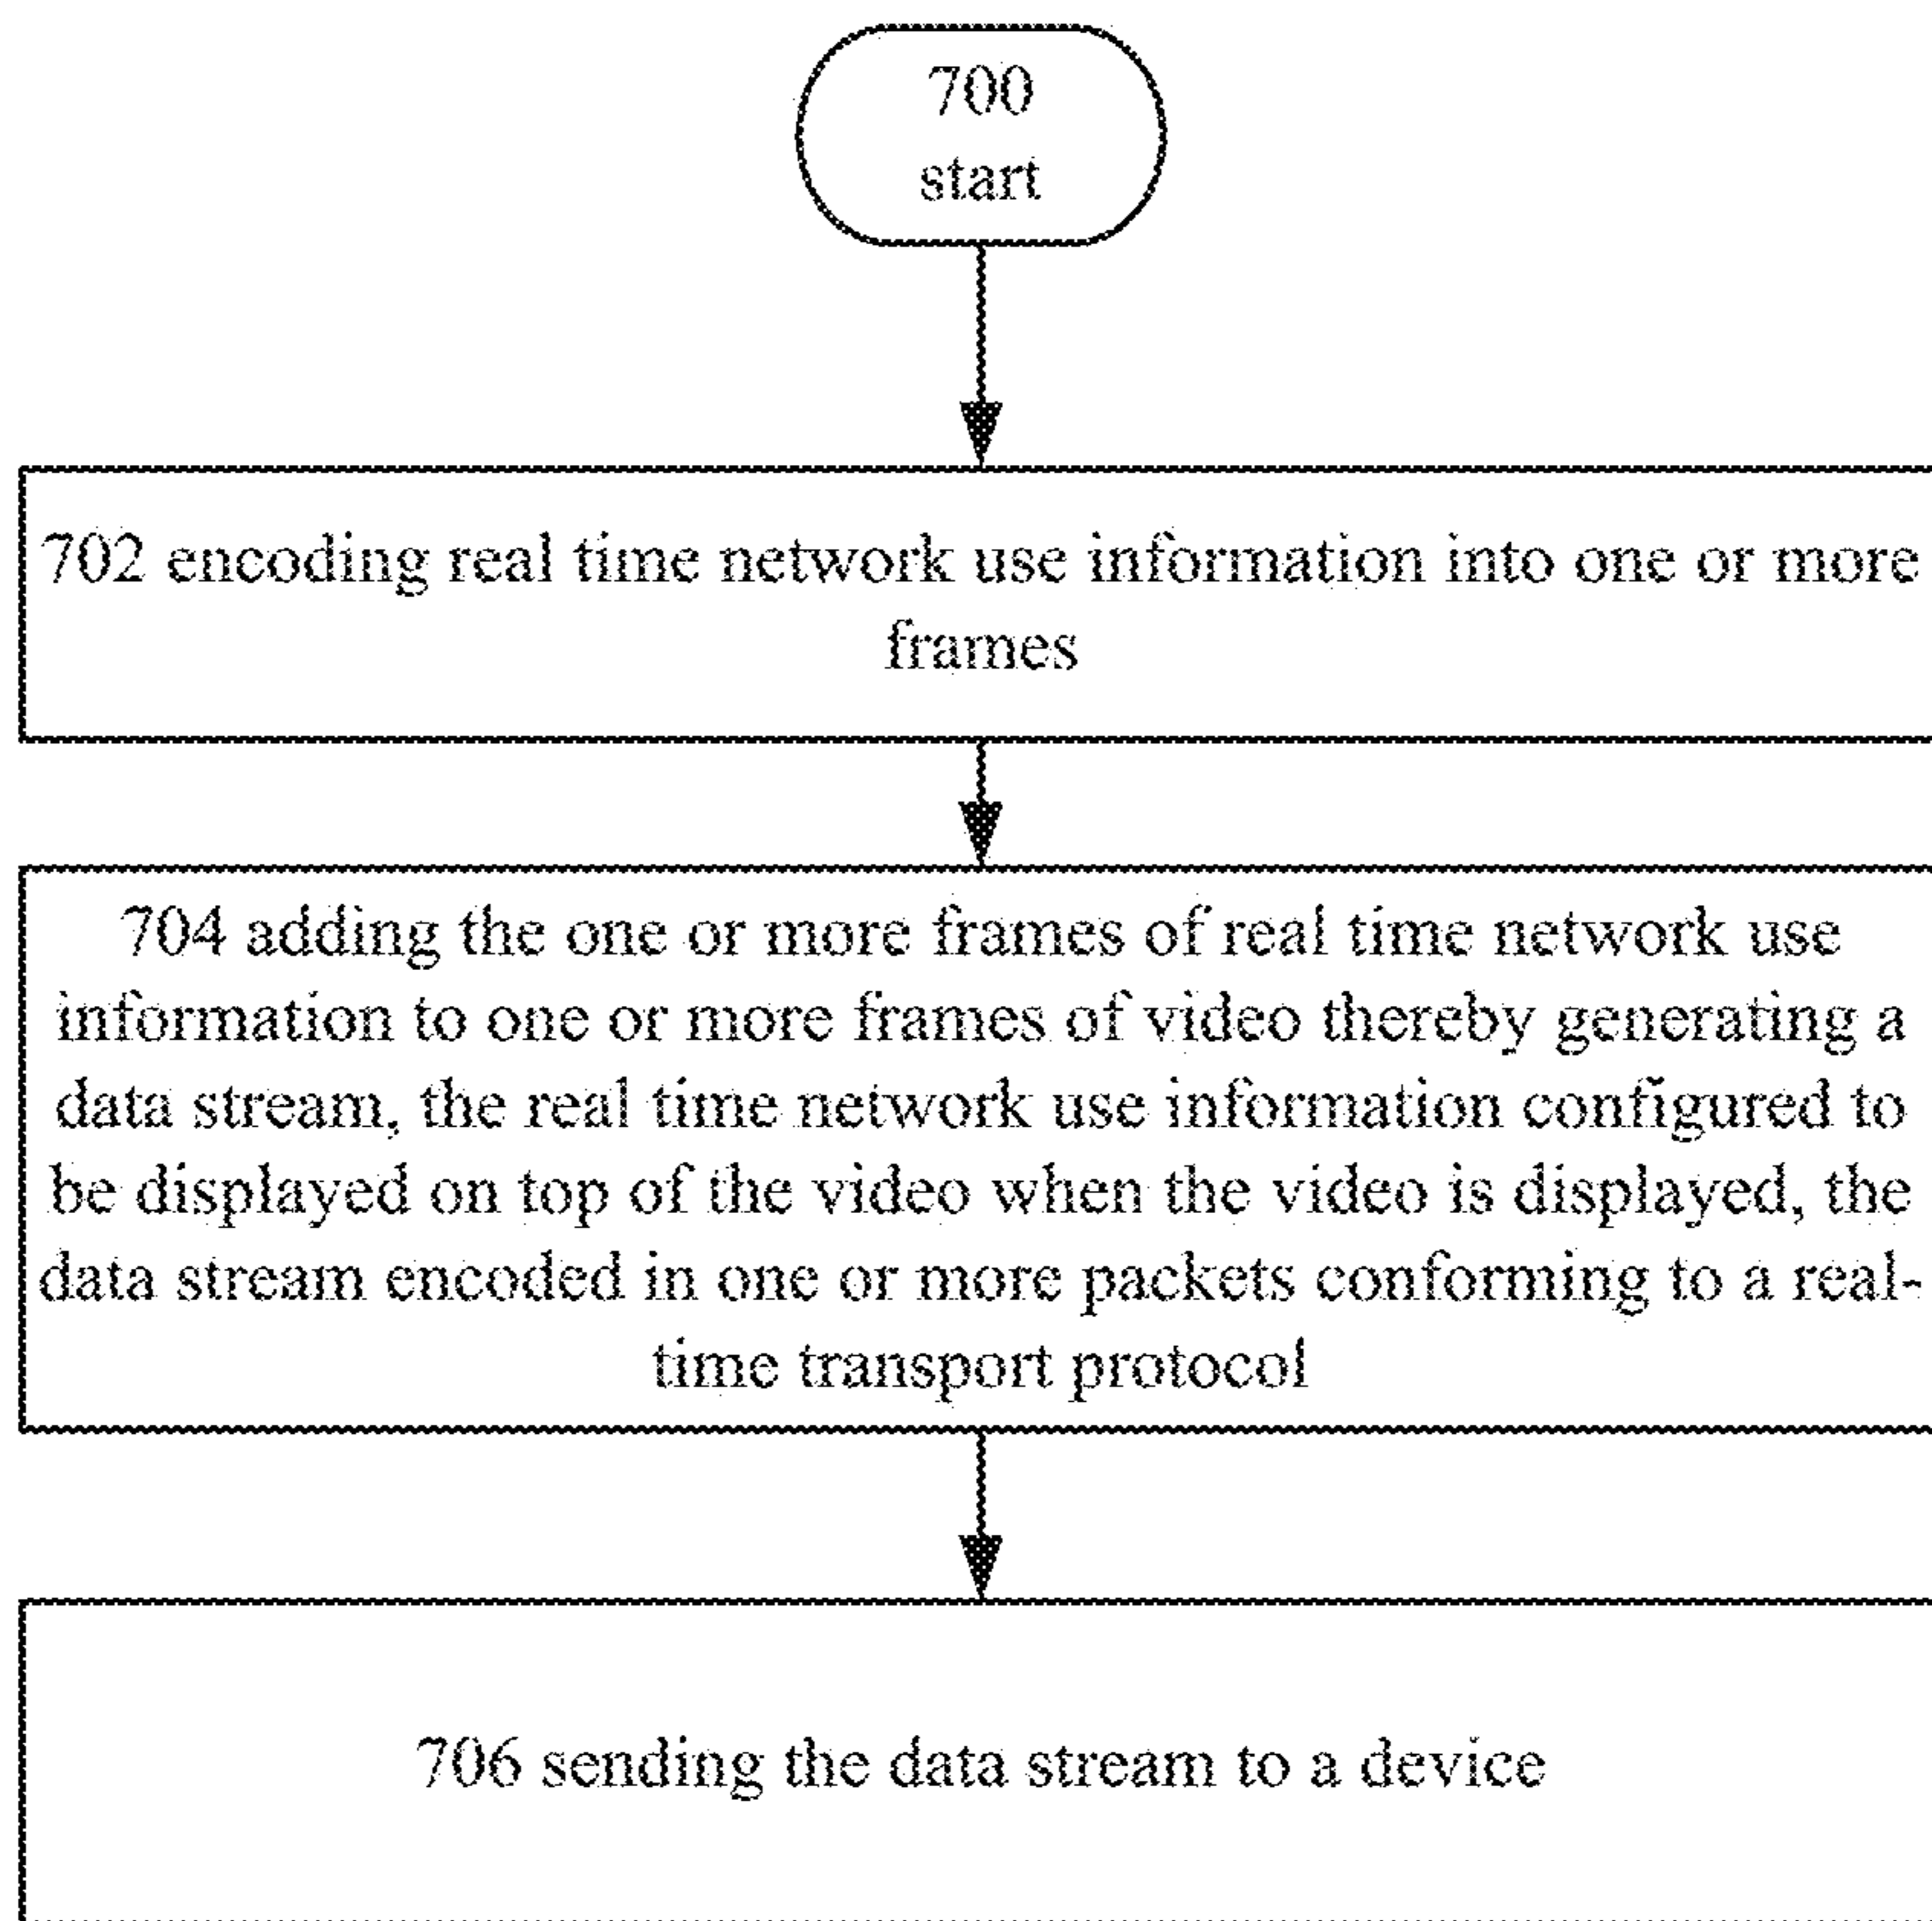 700
start
702 encoding real time network use information into one or more
frames
704 adding the one or more frames of real time network use
information to one or more frames of video thereby generating a
data stream, the real time network use information configured to
be displayed on top of the video when the video is displayed, the
data stream encoded in one or more packets conforming to a real-
time transport protocol
706 sending the data stream to a device